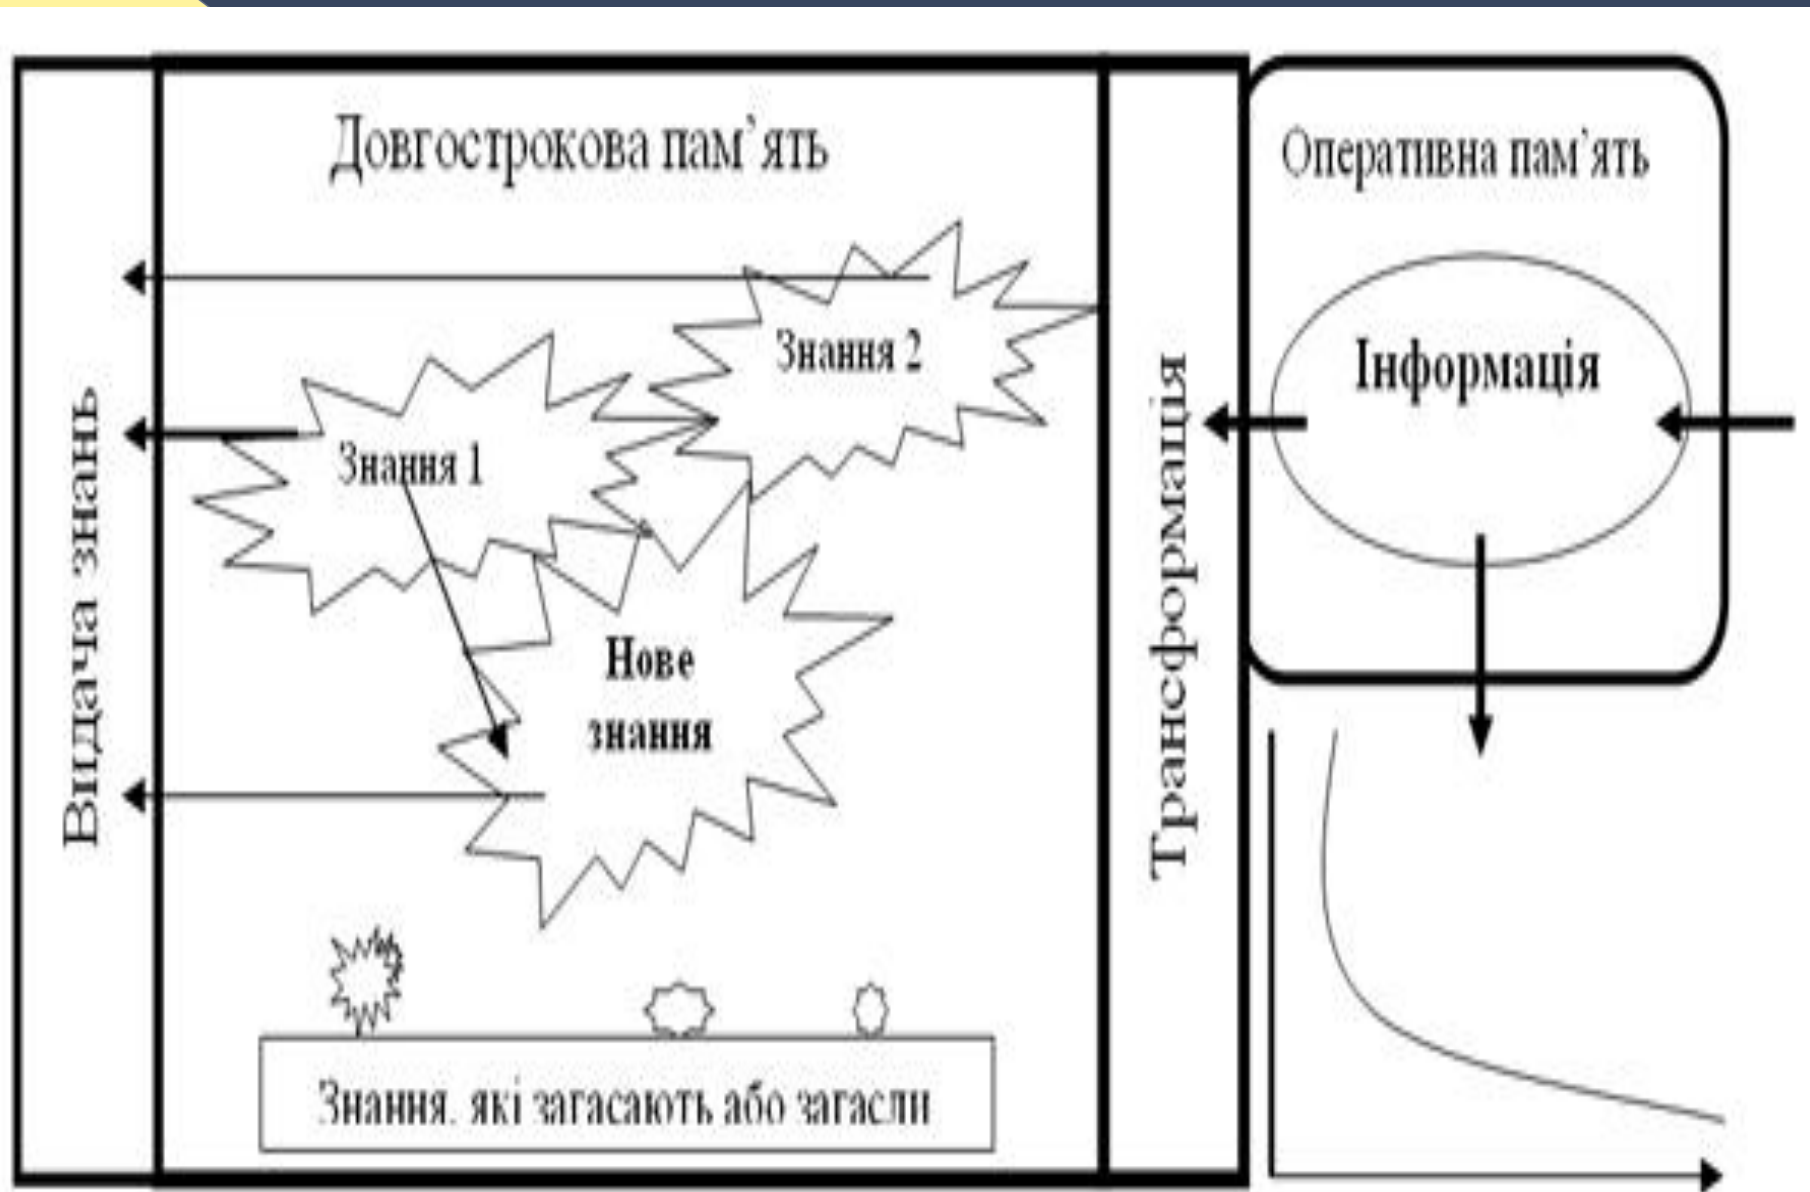 Довгострокова пам’ять
Оперативна пам’ять
Знання 2
Інформація
Знання 1
Видача знань
Трансформація
Нове
знання
Знання. які загасають або загасли